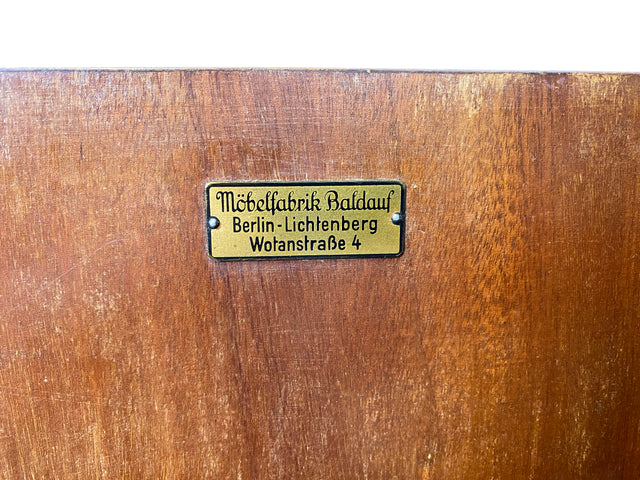 Möbelfabrik Baldauf
Berlin-Lichtenberg
Wotanstraße 4